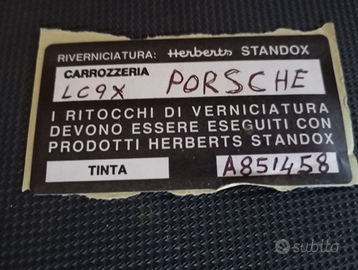 RIVERNICIATURA: Herberts STANDOX
CARROZZERIA
LC9X PORSCHE
I RITOCCHI DI VERNICIATURA
DEVONO ESSERE ESEGUITI CON
PRODOTTI HERBERTS STANDOX
TINTA A851458
subito